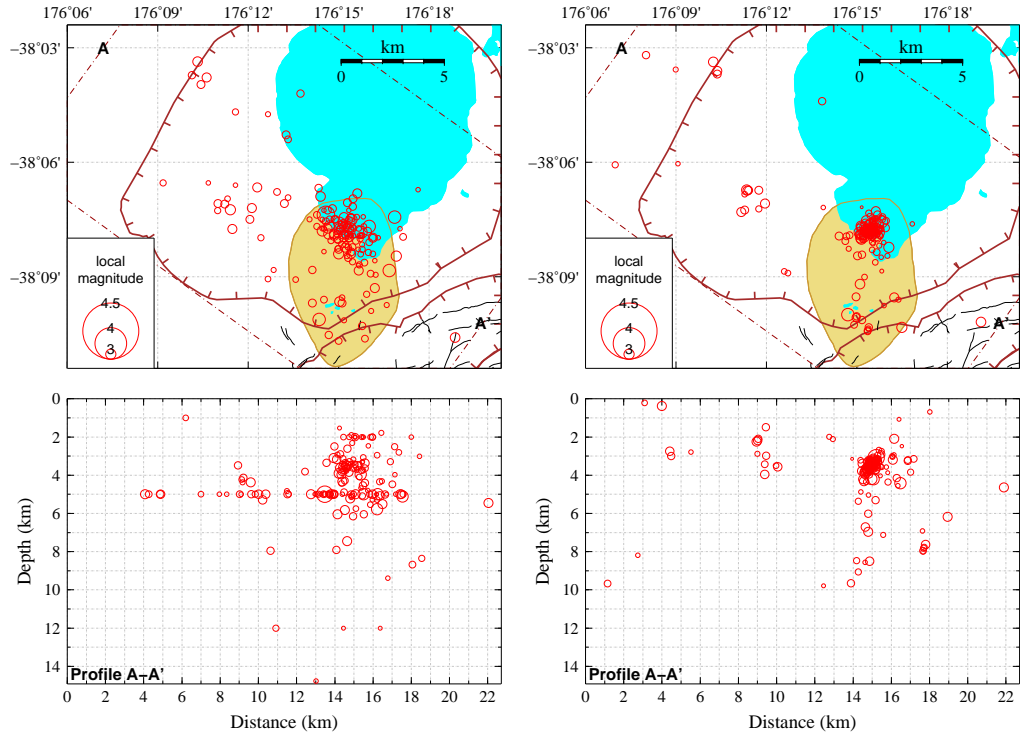 176˚06' 176˚09' 176˚12' 176˚15' 176˚18'
−38˚03'
−38˚06'
−38˚09'
A
km
0 5
A'
local
magnitude
4.5
4
3
176˚06' 176˚09' 176˚12' 176˚15' 176˚18'
−38˚03'
−38˚06'
−38˚09'
A
km
0 5
A'
local
magnitude
4.5
4
3
0
2
4
6
8
10
12
14
Depth (km)
Profile A−A'
0 2 4 6 8 10 12 14 16 18 20 22
Distance (km)
0
2
4
6
8
10
12
14
Depth (km)
Profile A−A'
0 2 4 6 8 10 12 14 16 18 20 22
Distance (km)